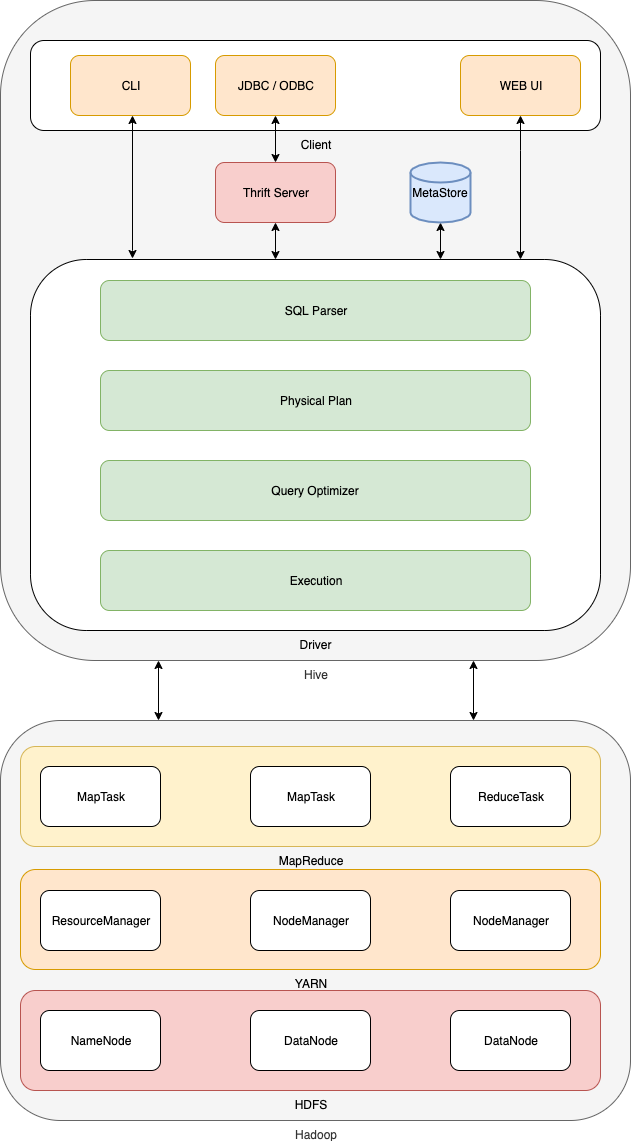 CLI
JDBC / ODBC
WEB UI
Client
Thrift Server
MetaStore
SQL Parser
Physical Plan
Query Optimizer
Execution
Driver
Hive
MapTask
MapTask
ReduceTask
MapReduce
ResourceManager
NodeManager
NodeManager
YARN
NameNode
DataNode
DataNode
HDFS
Hadoop